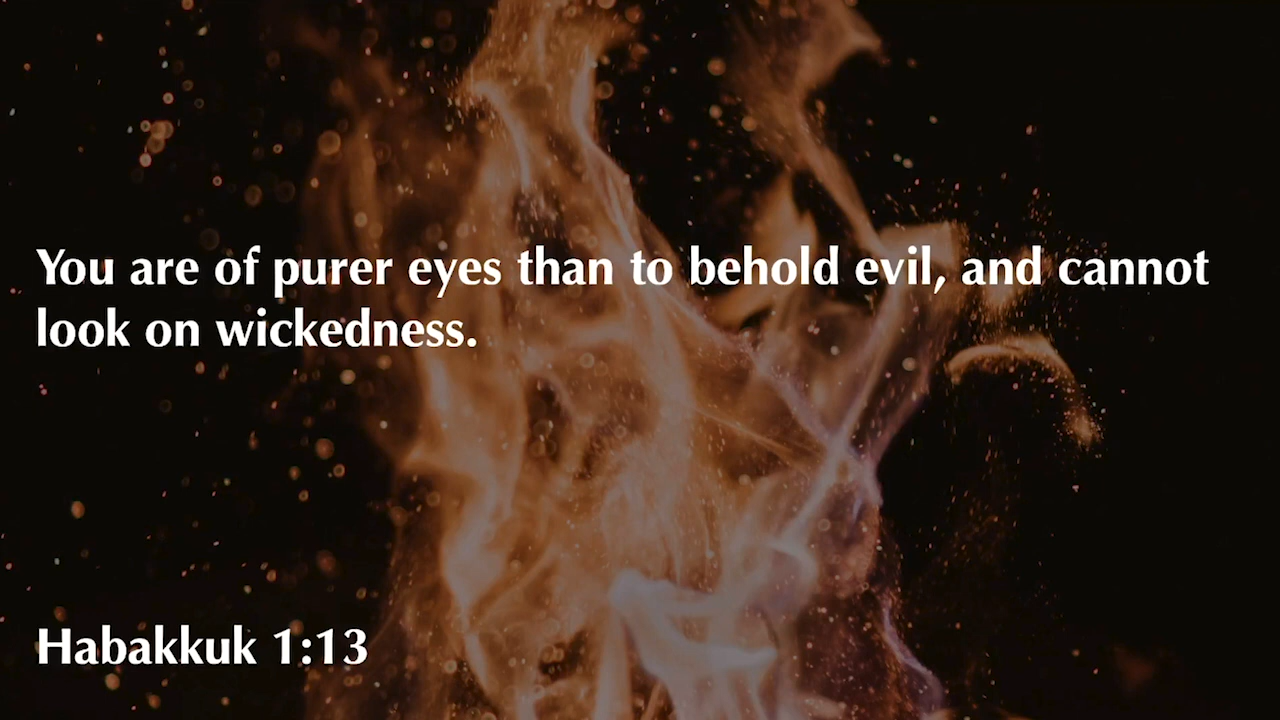 You are of purer eyes than to behold evil, and cannot
look on wickedness.
Habakkuk 1:13